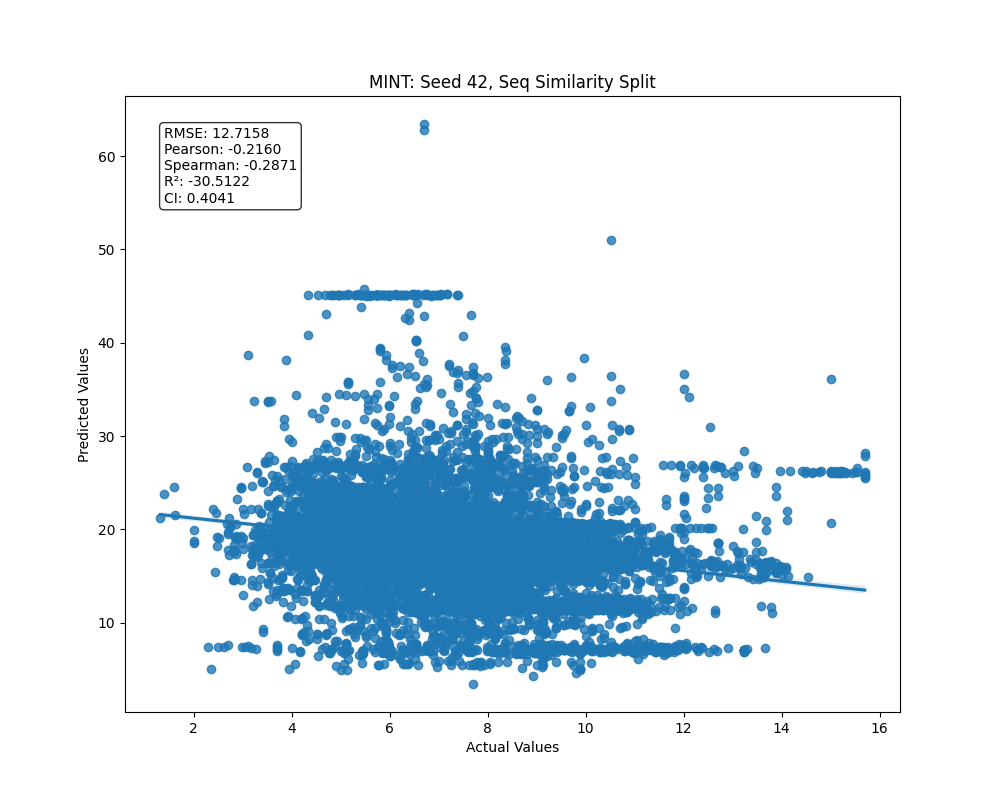 MINT: Seed 42, Seq Similarity Split
RMSE: 12.7158
Pearson: -0.2160
Spearman: -0.2871
R²: -30.5122
CI: 0.4041
60
50
40
30
20
10
Predicted Values
2 4 6 8 10 12 14 16
Actual Values